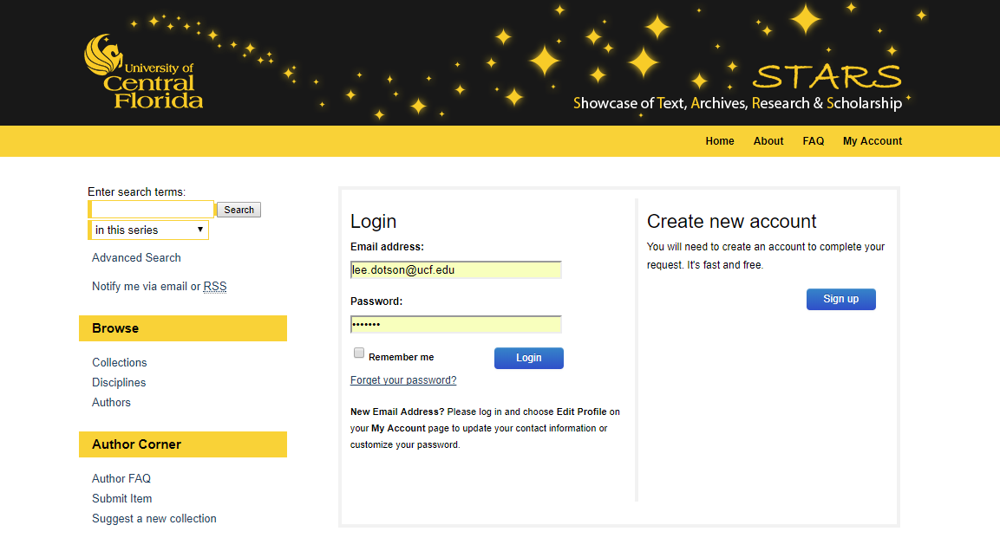 University of
Central
Florida
STARS
Showcase of Text, Archives, Research & Scholarship
Home About FAQ My Account
Enter search terms:
Search
in this series
Advanced Search
Notify me via email or RSS
Browse
Collections
Disciplines
Authors
Author Corner
Author FAQ
Submit Item
Suggest a new collection
Login
Email address:
lee.dotson@ucf.edu
Password:
•••••••
Remember me
Login
Forget your password?
New Email Address? Please log in and choose Edit Profile on
your My Account page to update your contact information or
customize your password.
Create new account
You will need to create an account to complete your
request. It's fast and free.
Sign up